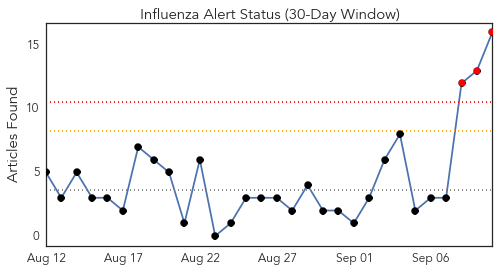 Influenza Alert Status (30-Day Window)
Articles Found
15
10
5
0
Aug 12
Aug 17
Aug 22
Aug 27
Sep 01
Sep 06